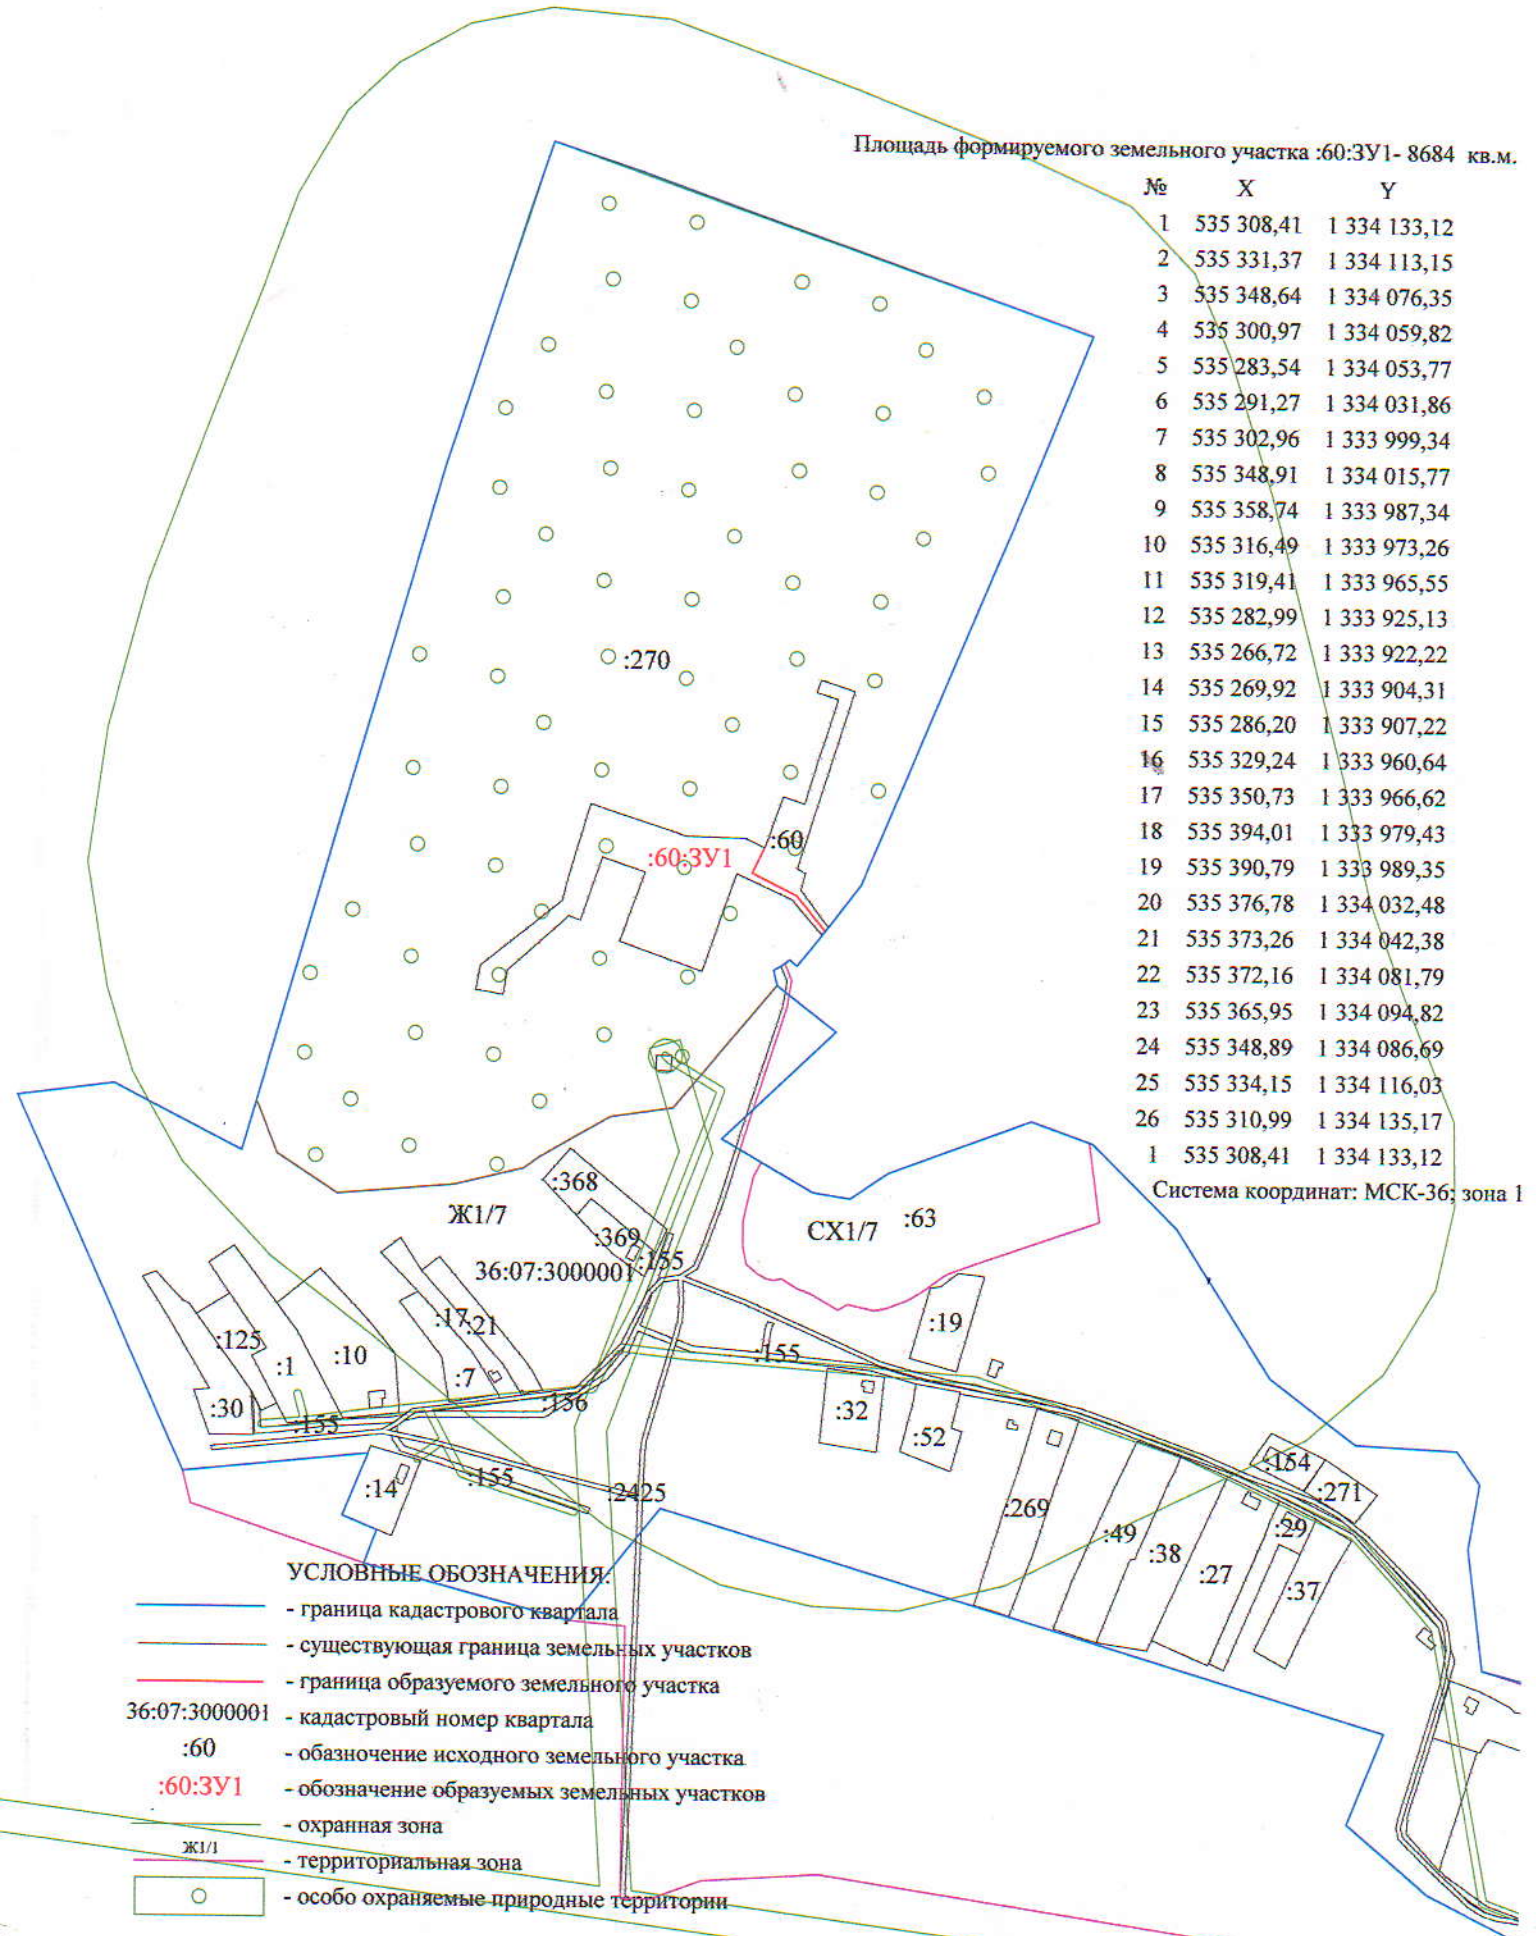 Площадь формируемого земельного участка :60:ЗУ1- 8684 кв.м.
№ X Y
1 535 308,41 1 334 133,12
2 535 331,37 1 334 113,15
3 535 348,64 1 334 076,35
4 535 300,97 1 334 059,82
5 535 283,54 1 334 053,77
6 535 291,27 1 334 031,86
7 535 302,96 1 333 999,34
8 535 348,91 1 334 015,77
9 535 358,74 1 333 987,34
10 535 316,49 1 333 973,26
11 535 319,41 1 333 965,55
12 535 282,99 1 333 925,13
13 535 266,72 1 333 922,22
14 535 269,92 1 333 904,31
15 535 286,20 1 333 907,22
16 535 329,24 1 333 960,64
17 535 350,73 1 333 966,62
18 535 394,01 1 333 979,43
19 535 390,79 1 333 989,35
20 535 376,78 1 334 032,48
21 535 373,26 1 334 042,38
22 535 372,16 1 334 081,79
23 535 365,95 1 334 094,82
24 535 348,89 1 334 086,69
25 535 334,15 1 334 116,03
26 535 310,99 1 334 135,17
1 535 308,41 1 334 133,12
Система координат: МСК-36; зона 1
:270
:60
:60:ЗУ1
:368
Ж1/7
:369
:155
36:07:3000001
СХ1/7 :63
:17
:21
:19
:125
:1
:10
:7
:155
:30
:155
:156
:32
:52
:14
:155
:2425
:154
:271
:269
:49
:38
:27
:29
:37
УСЛОВНЫЕ ОБОЗНАЧЕНИЯ:
- граница кадастрового квартала
- существующая граница земельных участков
- граница образуемого земельного участка
36:07:3000001 - кадастровый номер квартала
:60 - обазночение исходного земельного участка
:60:ЗУ1 - обозначение образуемых земельных участков
- охранная зона
Ж1/1 - территориальная зона
- особо охраняемые природные территории